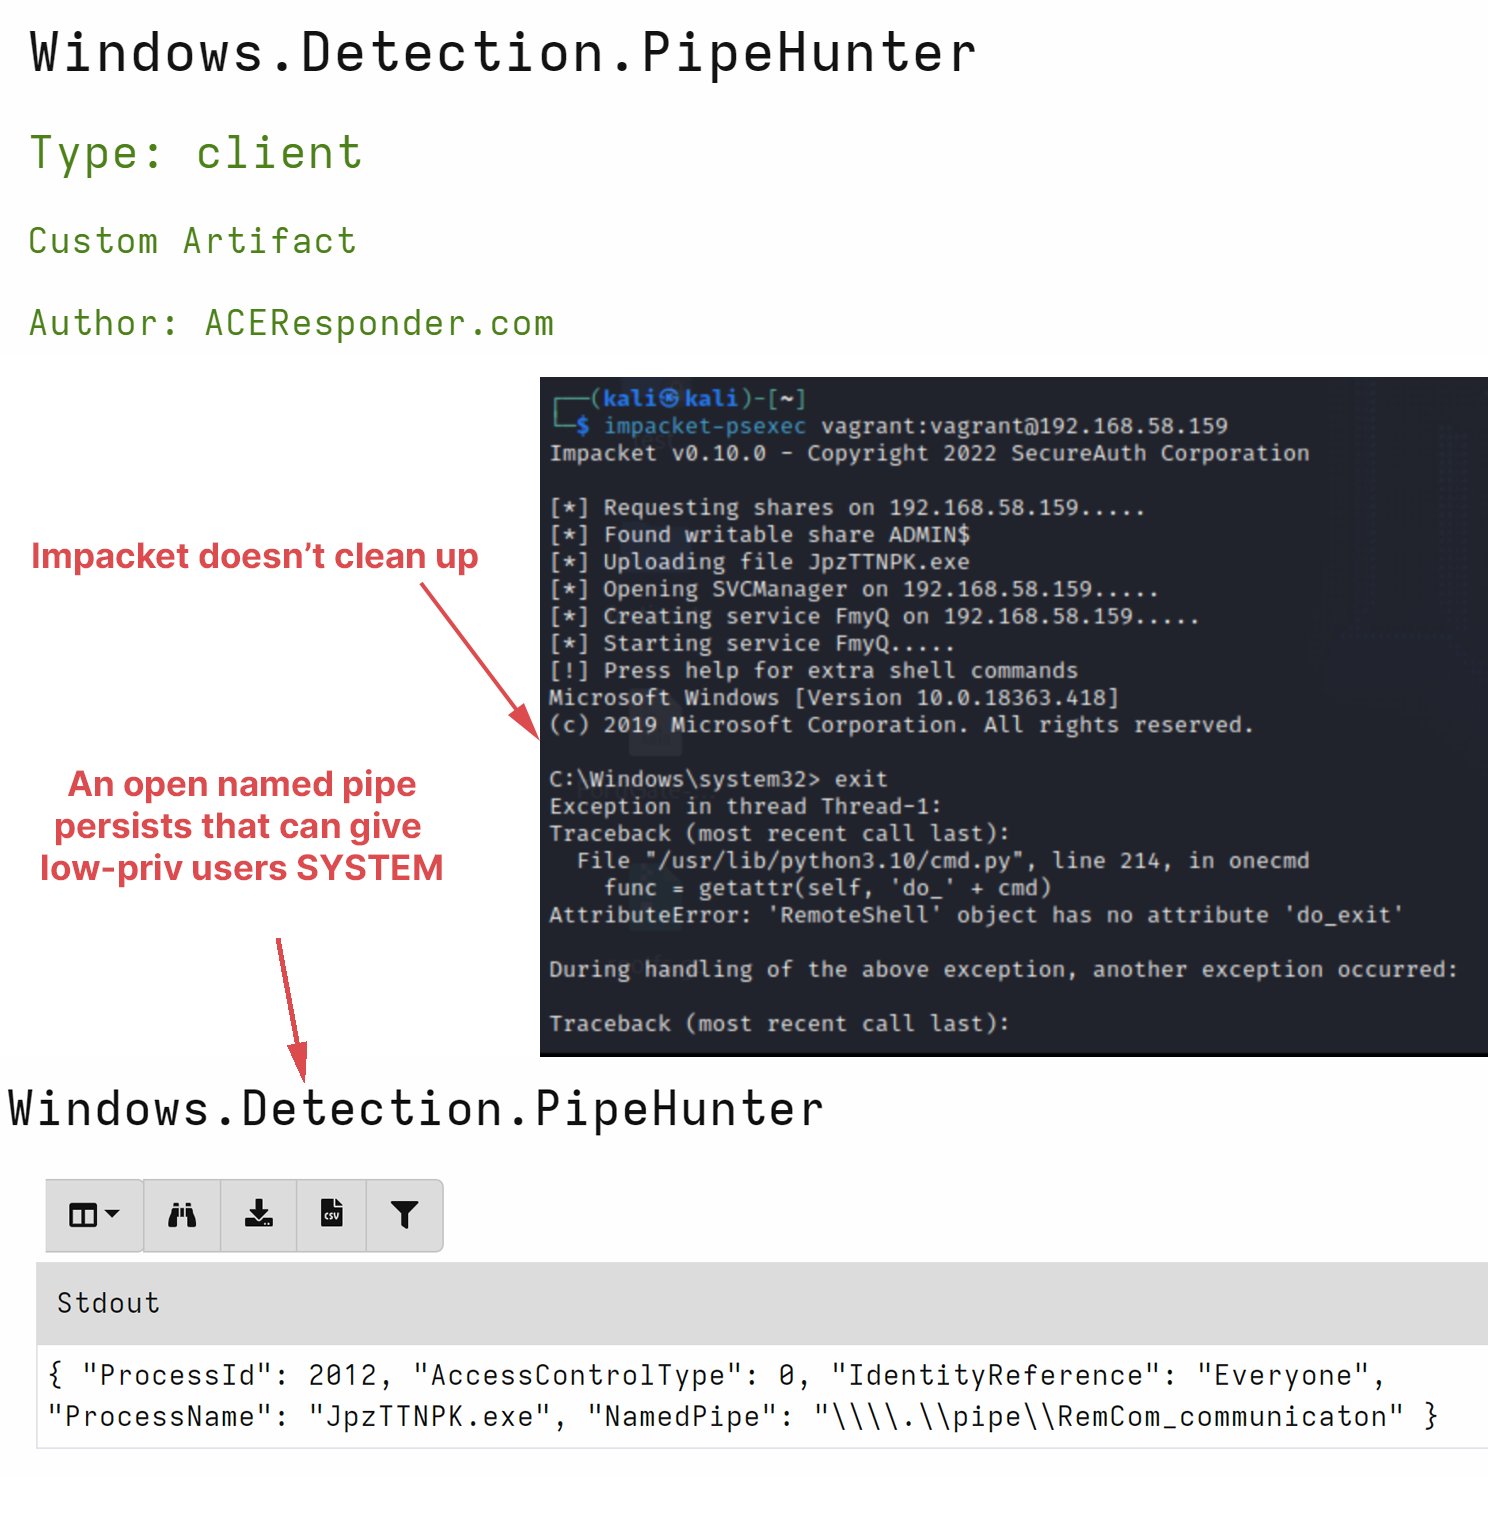 Windows.Detection.PipeHunter
Type: client
Custom Artifact
Author: ACEResponder.com
┌──(kali㉿kali)-[~]
└─$ impacket-psexec vagrant:vagrant@192.168.58.159
Impacket v0.10.0 - Copyright 2022 SecureAuth Corporation
[*] Requesting shares on 192.168.58.159.....
[*] Found writable share ADMIN$
[*] Uploading file JpzTTNPK.exe
[*] Opening SVCManager on 192.168.58.159.....
[*] Creating service FmyQ on 192.168.58.159.....
[*] Starting service FmyQ.....
[!] Press help for extra shell commands
Microsoft Windows [Version 10.0.18363.418]
(c) 2019 Microsoft Corporation. All rights reserved.
C:\Windows\system32> exit
Exception in thread Thread-1:
Traceback (most recent call last):
File "/usr/lib/python3.10/cmd.py", line 214, in onecmd
func = getattr(self, 'do_' + cmd)
AttributeError: 'RemoteShell' object has no attribute 'do_exit'
During handling of the above exception, another exception occurred:
Traceback (most recent call last):
Impacket doesn't clean up
An open named pipe
persists that can give
low-priv users SYSTEM
Windows.Detection.PipeHunter
CSV
Stdout
{ "ProcessId": 2012, "AccessControlType": 0, "IdentityReference": "Everyone",
"ProcessName": "JpzTTNPK.exe", "NamedPipe": "\\\\.\\pipe\\RemCom_communicaton" }